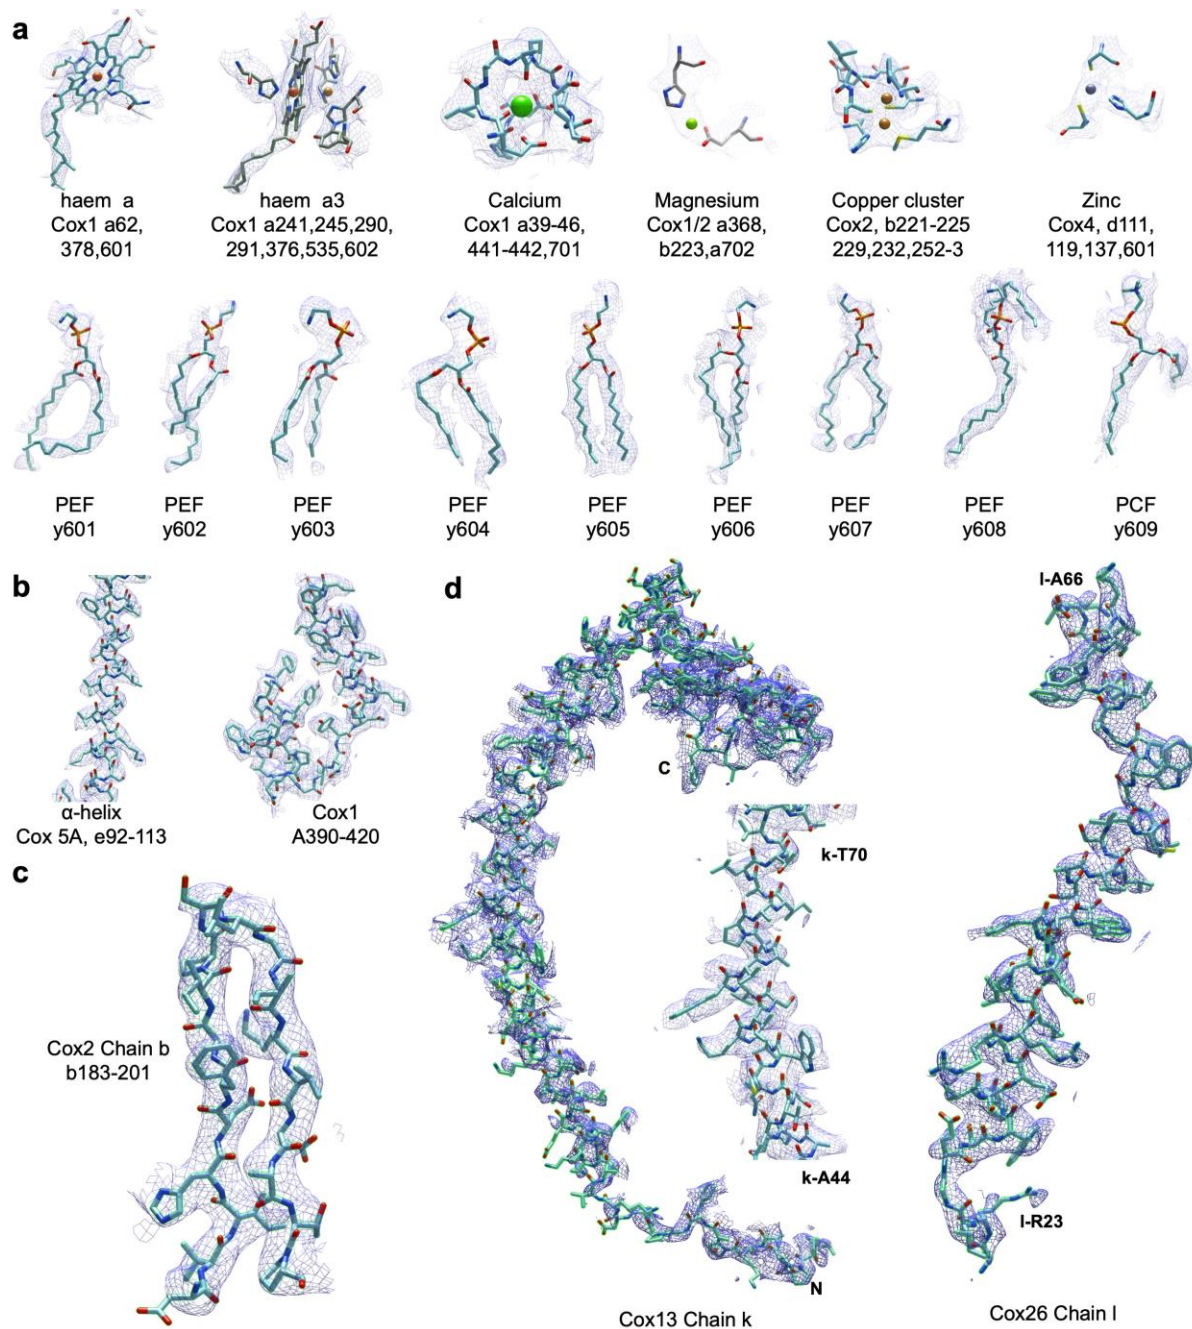 a
haem a
Cox1 a62,
378,601
haem a3
Cox1 a241,245,290,
291,376,535,602
Calcium
Cox1 a39-46,
441-442,701
Magnesium
Cox1/2 a368,
b223,a702
Copper cluster
Cox2, b221-225
229,232,252-3
Zinc
Cox4, d111,
119,137,601
PEF
y601
PEF
y602
PEF
y603
PEF
y604
PEF
y605
PEF
y606
PEF
y607
PEF
y608
PCF
y609
b
α-helix
Cox 5A, e92-113
Cox1
A390-420
c
Cox2 Chain b
b183-201
d
C
k-T70
k-A44
N
Cox13 Chain k
l-A66
l-R23
Cox26 Chain l